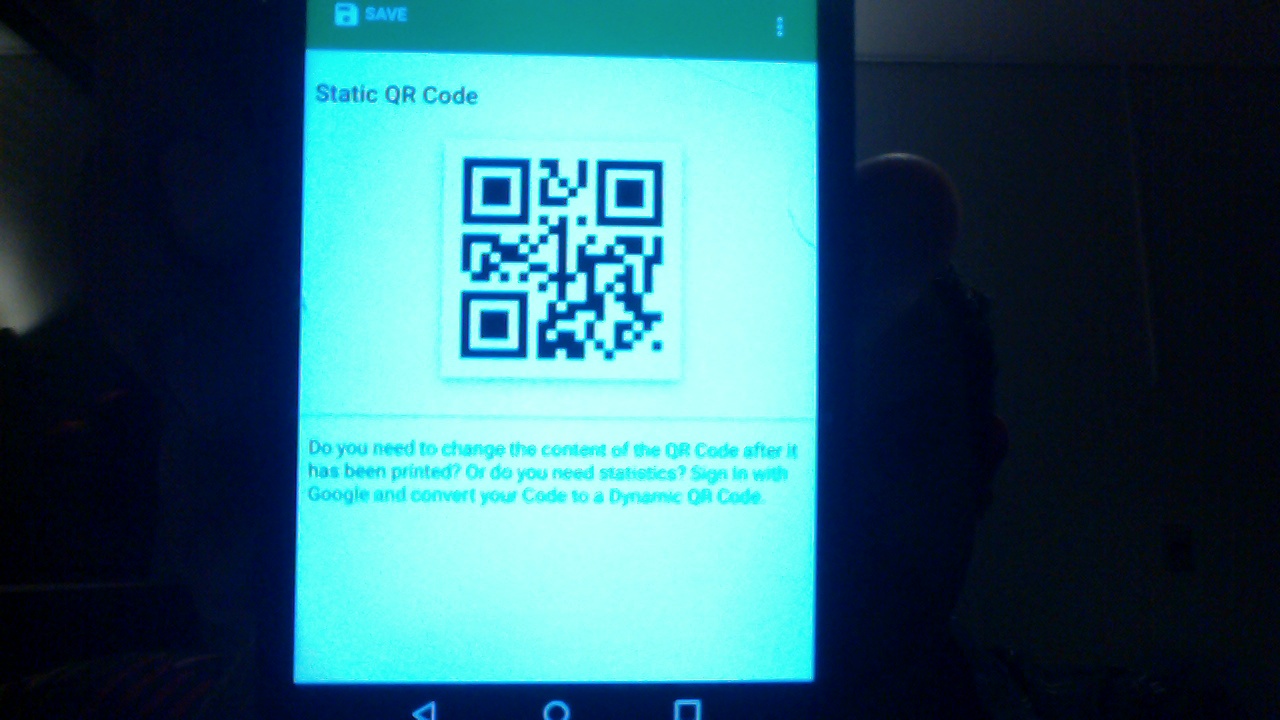 SAVE
Static QR Code
Do you need to change the content of the QR Code after it
has been printed? Or do you need statistics? Sign in with
Google and convert your Code to a Dynamic QR Code.